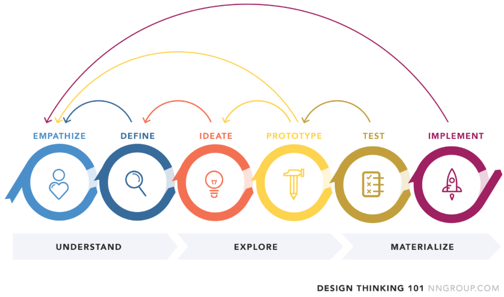 EMPATHIZE DEFINE IDEATE PROTOTYPE TEST IMPLEMENT
UNDERSTAND EXPLORE MATERIALIZE
DESIGN THINKING 101 NNGROUP.COM